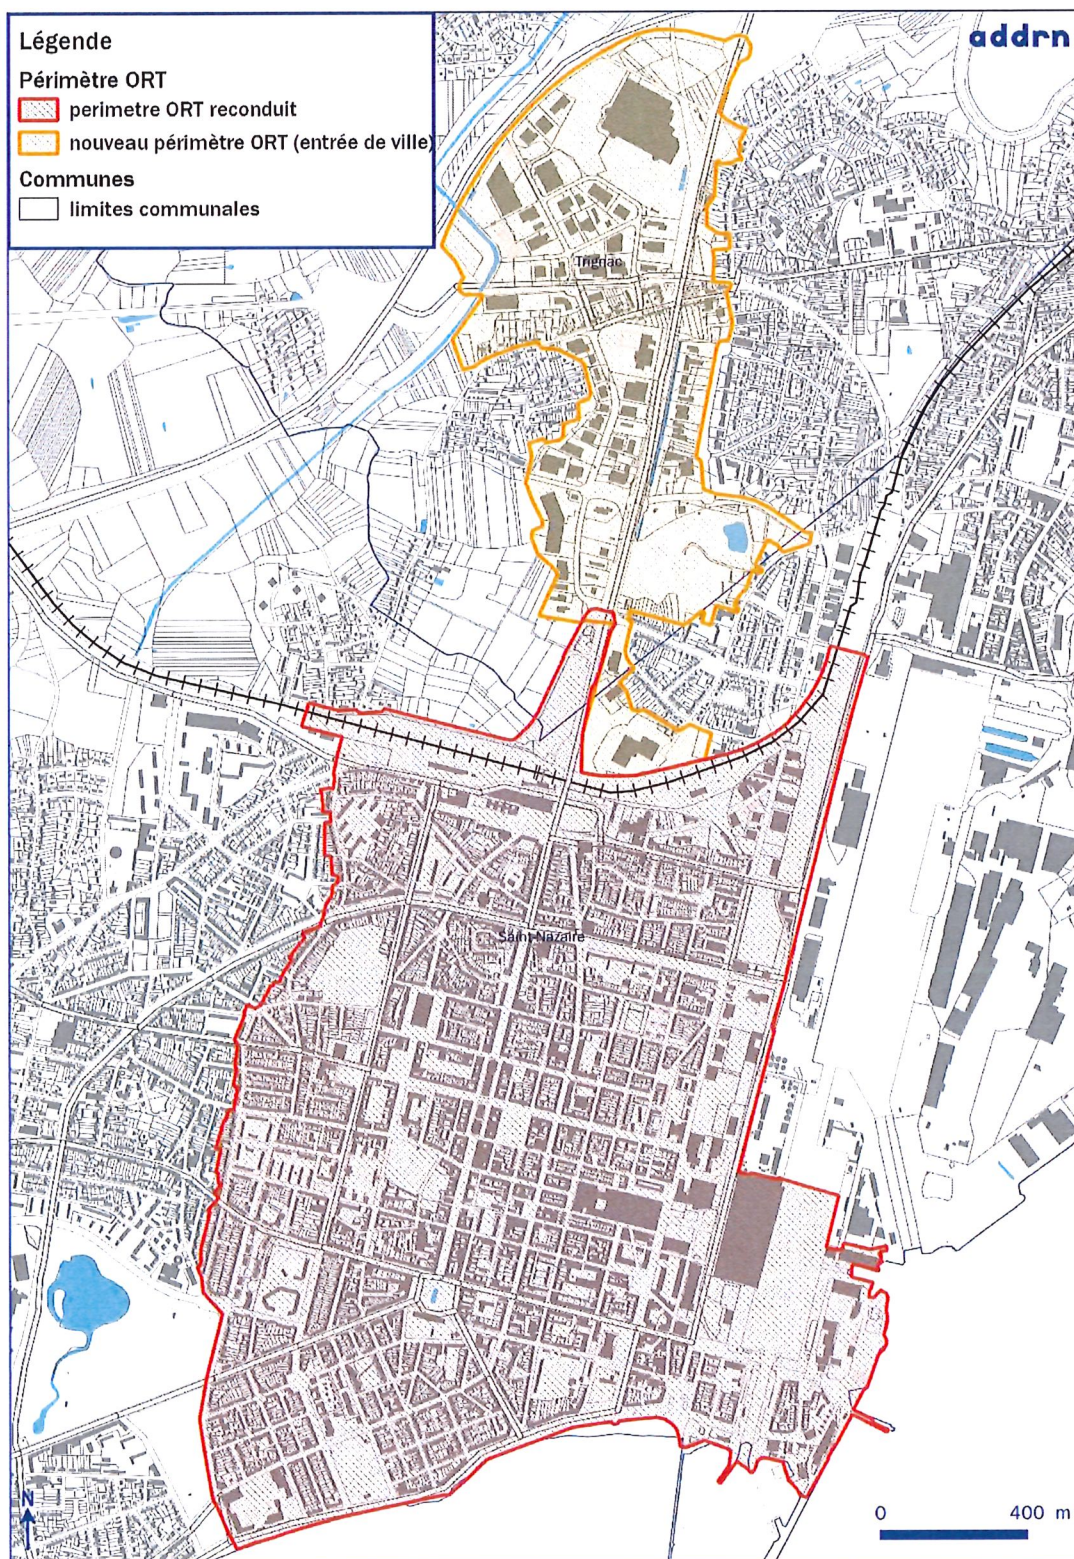 Légende
Périmètre ORT
perimetre ORT reconduit
nouveau périmètre ORT (entrée de ville)
Communes
limites communales
addrn
Trignac
Saint-Nazaire
N
0 400 m